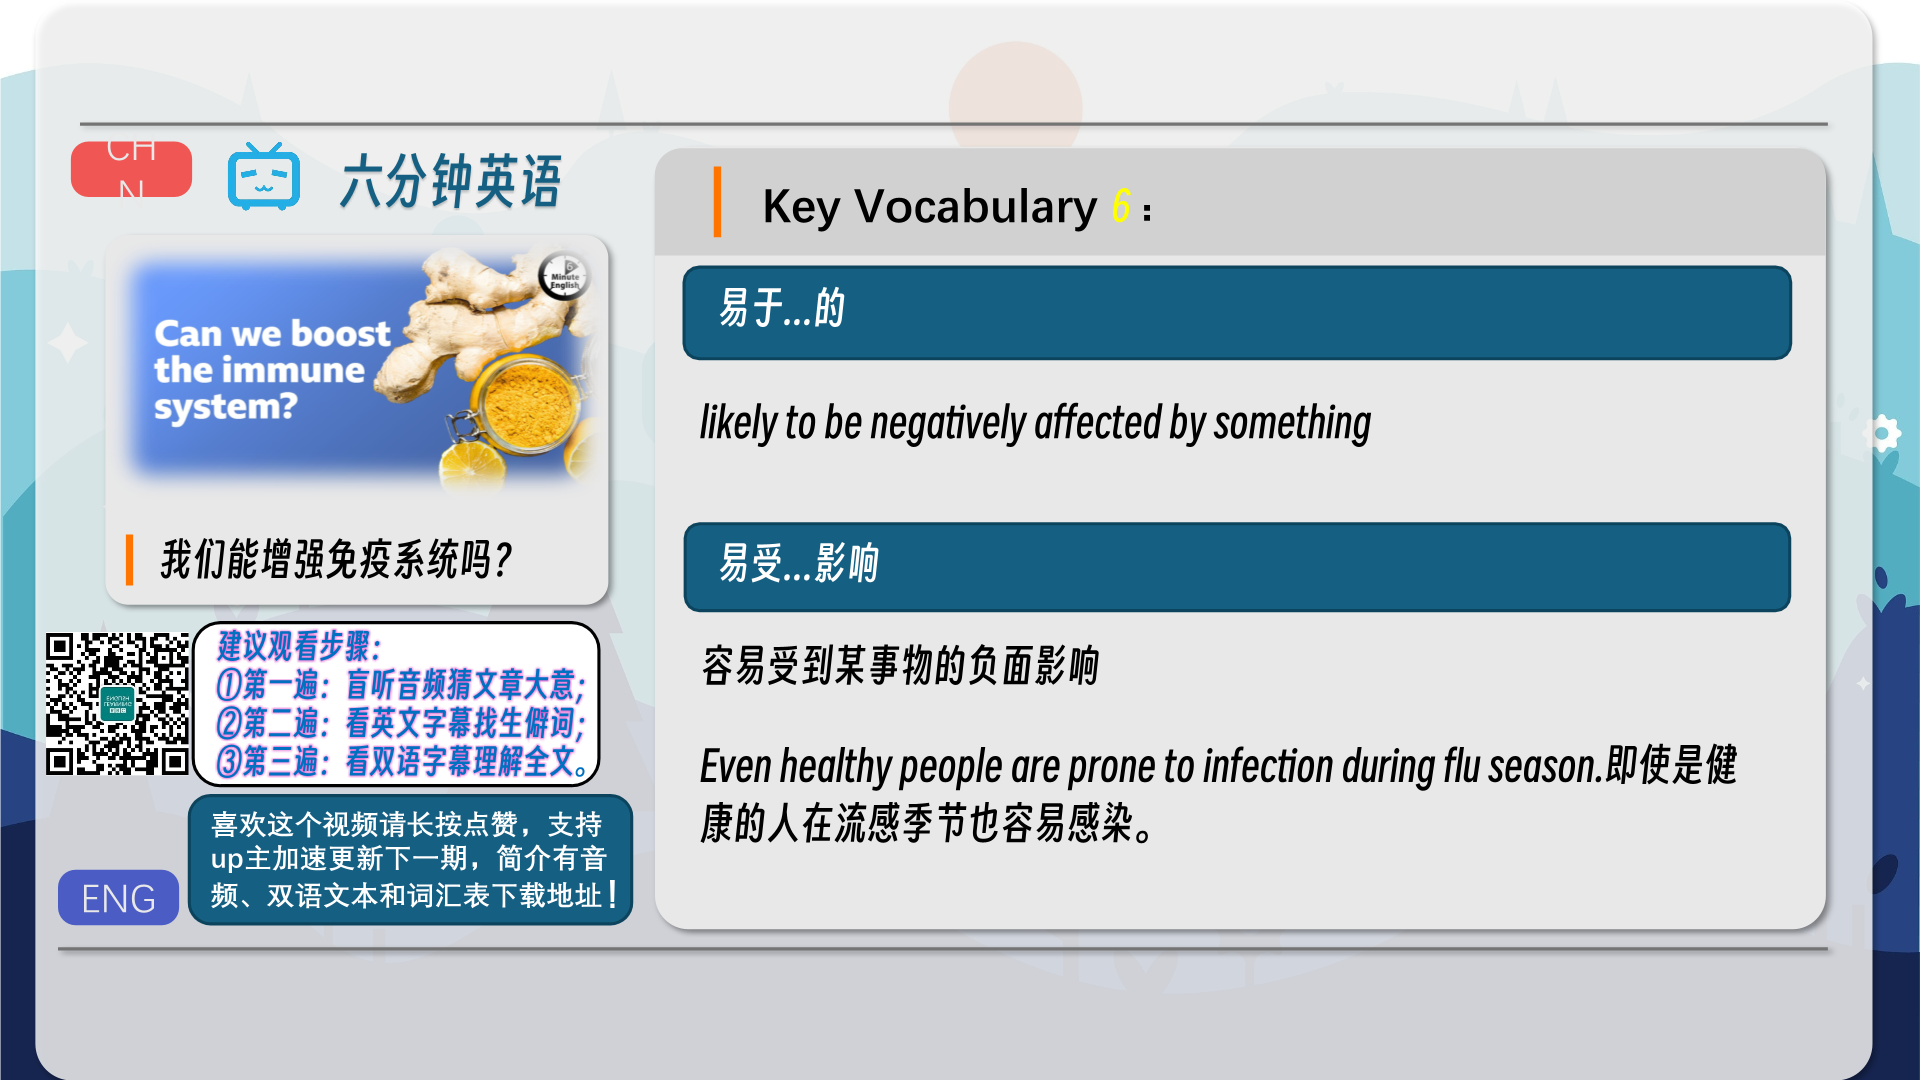 CH
N
六分钟英语
6
Minute
English
Can we boost
the immune
system?
我们能增强免疫系统吗?
建议观看步骤：
①第一遍：盲听音频猜文章大意；
②第二遍：看英文字幕找生僻词；
③第三遍：看双语字幕理解全文。
喜欢这个视频请长按点赞，支持
up主加速更新下一期，简介有音
频、双语文本和词汇表下载地址！
ENG
Key Vocabulary 6：
易于...的
likely to be negatively affected by something
易受...影响
容易受到某事物的负面影响
Even healthy people are prone to infection during flu season.即使是健
康的人在流感季节也容易感染。